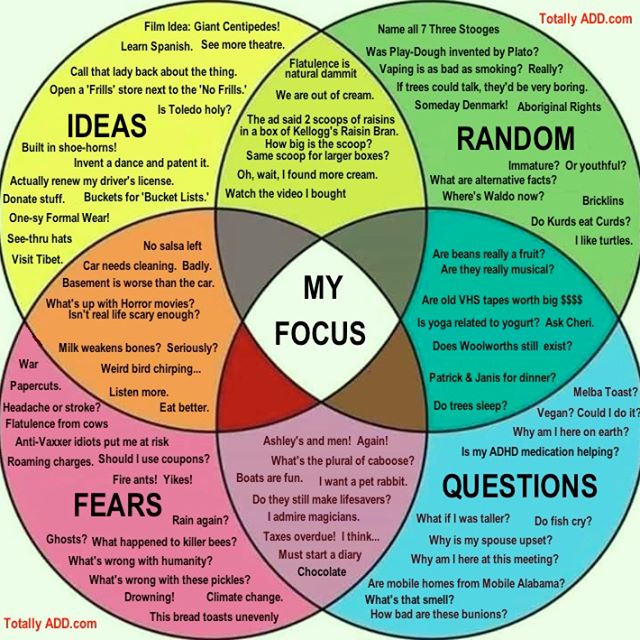 Totally ADD.com
Film Idea: Giant Centipedes!
Learn Spanish. See more theatre.
Call that lady back about the thing.
Open a 'Frills' store next to the 'No Frills.'
Is Toledo holy?
IDEAS
Built in shoe-horns!
Invent a dance and patent it.
Actually renew my driver's license.
Donate stuff. Buckets for 'Bucket Lists.'
One-sy Formal Wear!
See-thru hats
Visit Tibet.
Flatulence is
natural dammit
We are out of cream.
The ad said 2 scoops of raisins
in a box of Kellogg's Raisin Bran.
How big is the scoop?
Same scoop for larger boxes?
Oh, wait, I found more cream.
Watch the video I bought
Name all 7 Three Stooges
Was Play-Dough invented by Plato?
Vaping is as bad as smoking? Really?
If trees could talk, they'd be very boring.
Someday Denmark! Aboriginal Rights
RANDOM
Immature? Or youthful?
What are alternative facts?
Where's Waldo now? Bricklins
Do Kurds eat Curds?
I like turtles.
No salsa left
Car needs cleaning. Badly.
Basement is worse than the car.
What's up with Horror movies?
Isn't real life scary enough?
Milk weakens bones? Seriously?
Weird bird chirping...
Listen more.
Eat better.
MY
FOCUS
Are beans really a fruit?
Are they really musical?
Are old VHS tapes worth big $$$$
Is yoga related to yogurt? Ask Cheri.
Does Woolworths still exist?
Patrick & Janis for dinner?
Do trees sleep?
War
Papercuts.
Headache or stroke?
Flatulence from cows
Anti-Vaxxer idiots put me at risk
Roaming charges. Should I use coupons?
Fire ants! Yikes!
FEARS
Rain again?
Ghosts? What happened to killer bees?
What's wrong with humanity?
What's wrong with these pickles?
Drowning! Climate change.
This bread toasts unevenly
Ashley's and men! Again!
What's the plural of caboose?
Boats are fun. I want a pet rabbit.
Do they still make lifesavers?
I admire magicians.
Taxes overdue! I think...
Must start a diary
Chocolate
Melba Toast?
Vegan? Could I do it?
Why am I here on earth?
Is my ADHD medication helping?
QUESTIONS
What if I was taller? Do fish cry?
Why is my spouse upset?
Why am I here at this meeting?
Are mobile homes from Mobile Alabama?
What's that smell?
How bad are these bunions?
Totally ADD.com